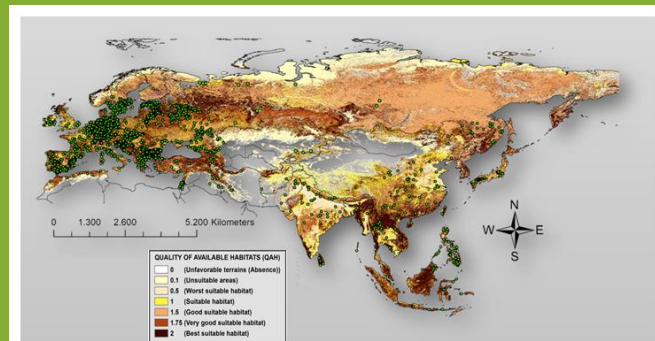 N
W E
S
0 1.300 2.600 5.200 Kilometers
QUALITY OF AVAILABLE HABITATS (QAH)
0 (Unfavorable terrains (Absence))
0.1 (Unsuitable areas)
0.5 (Worst suitable habitat)
1 (Suitable habitat)
1.5 (Good suitable habitat)
1.75 (Very good suitable habitat)
2 (Best suitable habitat)